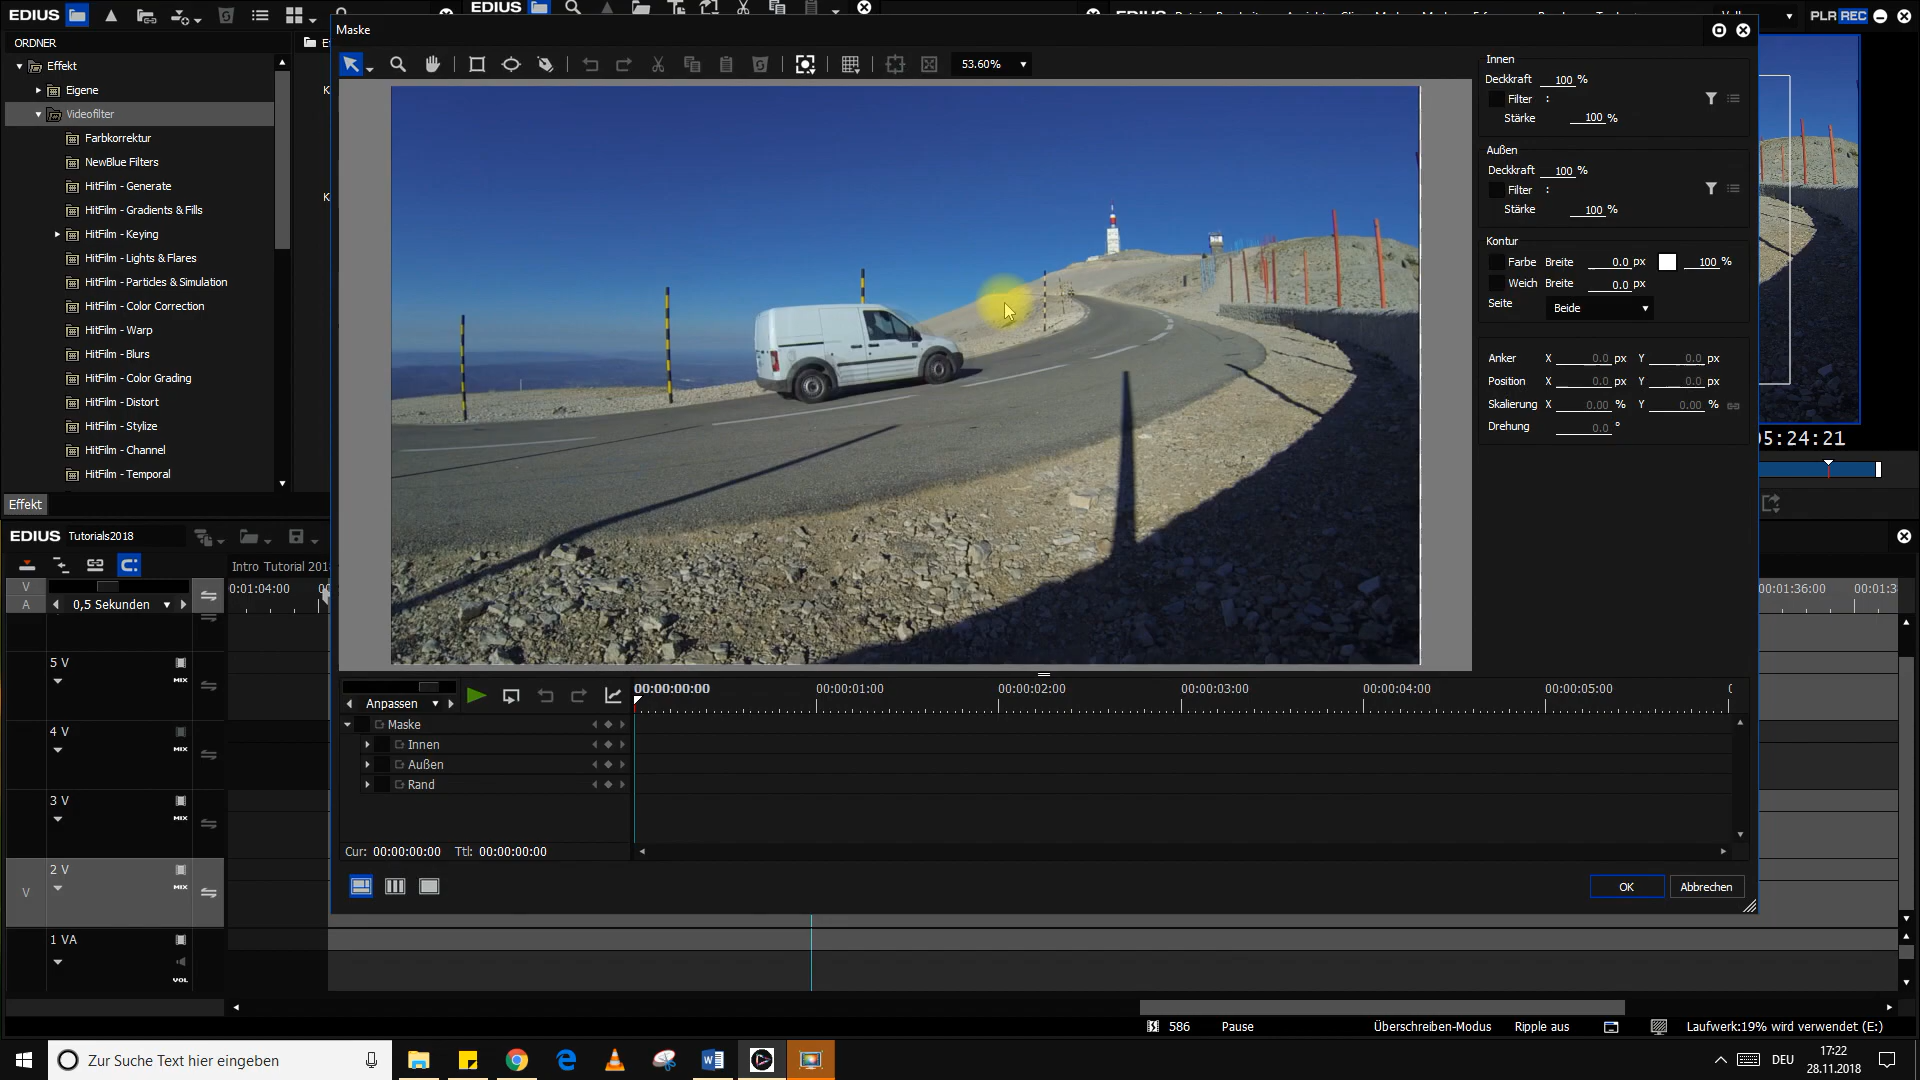 EDIUS
EDIUS
Maske
PLR REC
ORDNER
Effekt
Eigene
Videofilter
Farbkorrektur
NewBlue Filters
HitFilm - Generate
HitFilm - Gradients & Fills
HitFilm - Keying
HitFilm - Lights & Flares
HitFilm - Particles & Simulation
HitFilm - Color Correction
HitFilm - Warp
HitFilm - Blurs
HitFilm - Color Grading
HitFilm - Distort
HitFilm - Stylize
HitFilm - Channel
HitFilm - Temporal
Effekt
53.60%
Innen
Deckkraft 100 %
Filter :
Stärke 100 %
Außen
Deckkraft 100 %
Filter :
Stärke 100 %
Kontur
Farbe Breite 0.0 px 100 %
Weich Breite 0.0 px
Seite Beide
Anker X 0.0 px Y 0.0 px
Position X 0.0 px Y 0.0 px
Skalierung X 0.00 % Y 0.00 %
Drehung 0.0 °
05:24:21
EDIUS Tutorials2018
Intro Tutorial 201
V
A
0,5 Sekunden
0:01:04:00
00:01:36:00
5 V
MIX
4 V
MIX
3 V
MIX
V
2 V
MIX
1 VA
VOL
Anpassen
00:00:00:00
00:00:01:00
00:00:02:00
00:00:03:00
00:00:04:00
00:00:05:00
Maske
Innen
Außen
Rand
Cur: 00:00:00:00 Ttl: 00:00:00:00
OK
Abbrechen
586 Pause Überschreiben-Modus Ripple aus Laufwerk:19% wird verwendet (E:)
Zur Suche Text hier eingeben
DEU
17:22
28.11.2018